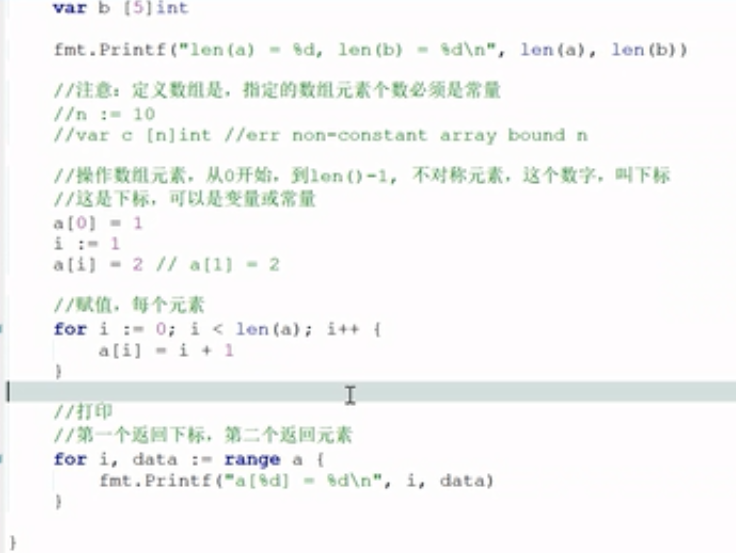 var b [5]int
fmt.Printf("len(a) = %d, len(b) = %d\n", len(a), len(b))
//注意：定义数组是，指定的数组元素个数必须是常量
//n := 10
//var c [n]int //err non-constant array bound n
//操作数组元素，从0开始，到len()-1, 不对称元素，这个数字，叫下标
//这是下标，可以是变量或常量
a[0] = 1
i := 1
a[i] = 2 // a[1] = 2
//赋值，每个元素
for i := 0; i < len(a); i++ {
a[i] = i + 1
}
//打印
//第一个返回下标，第二个返回元素
for i, data := range a {
fmt.Printf("a[%d] = %d\n", i, data)
}
}